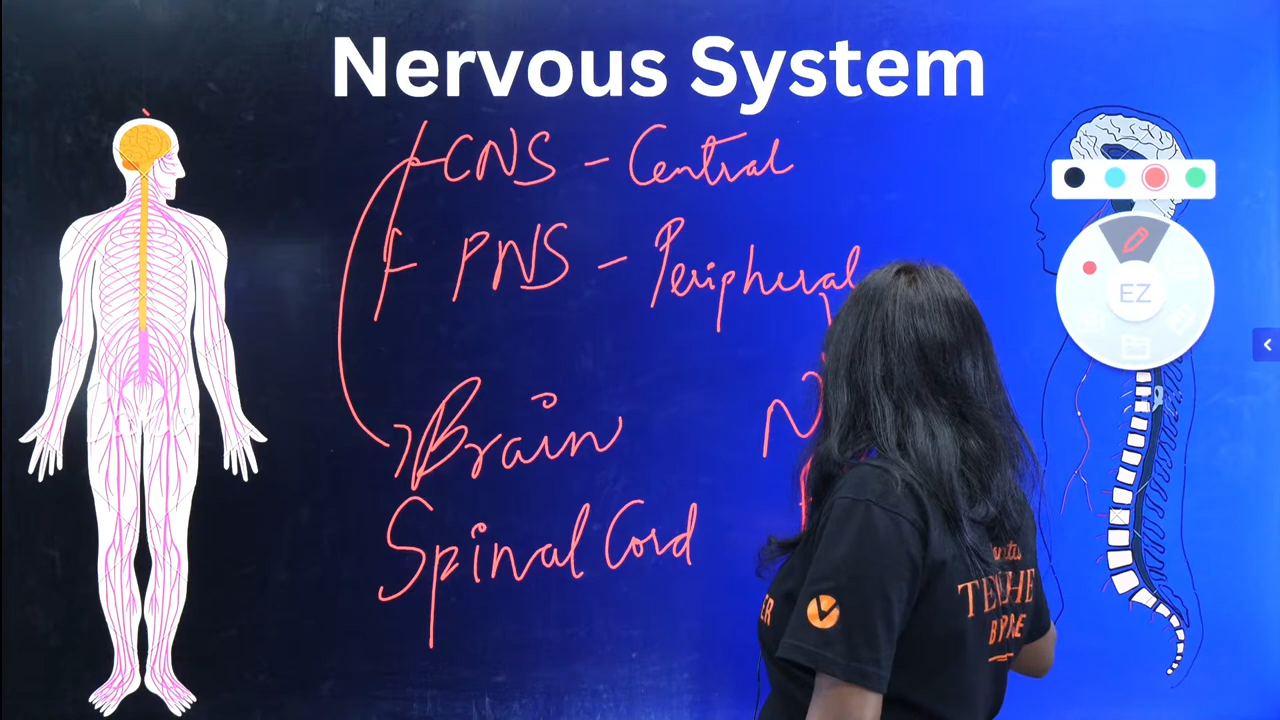 Nervous System
CNS - Central
PNS - Peripheral
Brain
Spinal Cord
EZ